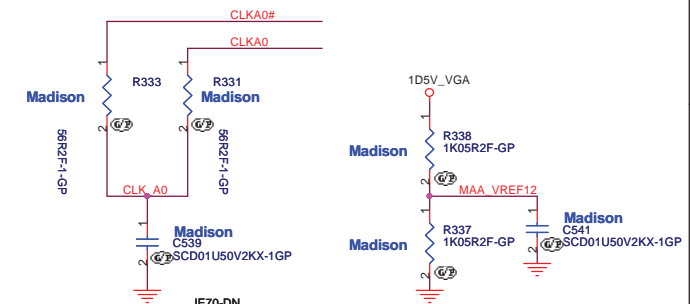 CLKA0#
CLKA0
1
R333
Madison
2
G/P
56R2F-1-GP
1
R331
Madison
2
G/P
56R2F-1-GP
CLK_A0
1
Madison
C539
SCD01U50V2KX-1GP
2
G/P
1D5V_VGA
1
R338
1K05R2F-GP
Madison
2
G/P
MAA_VREF12
1
R337
1K05R2F-GP
Madison
2
G/P
1
Madison
C541
SCD01U50V2KX-1GP
2
G/P